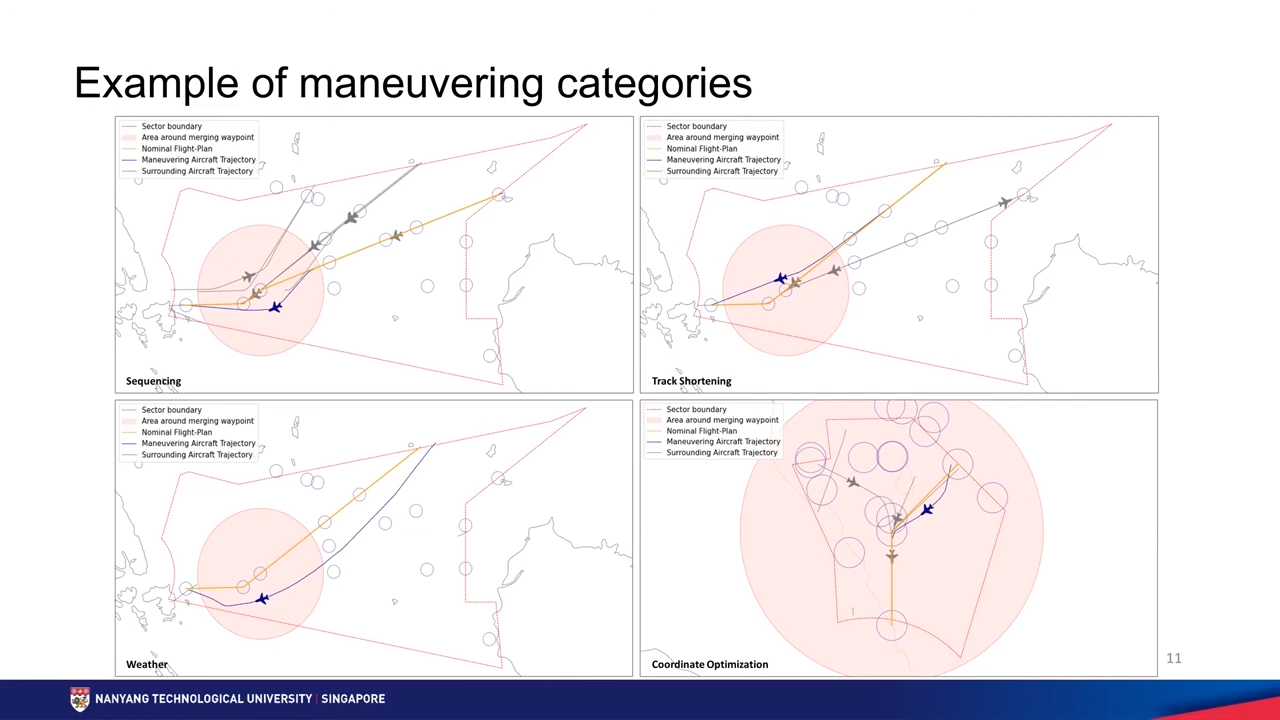 Example of maneuvering categories
Sector boundary
Area around merging waypoint
Nominal Flight-Plan
Maneuvering Aircraft Trajectory
Surrounding Aircraft Trajectory
Sequencing
Sector boundary
Area around merging waypoint
Nominal Flight-Plan
Maneuvering Aircraft Trajectory
Surrounding Aircraft Trajectory
Track Shortening
Sector boundary
Area around merging waypoint
Nominal Flight-Plan
Maneuvering Aircraft Trajectory
Surrounding Aircraft Trajectory
Weather
Sector boundary
Area around merging waypoint
Nominal Flight-Plan
Maneuvering Aircraft Trajectory
Surrounding Aircraft Trajectory
Coordinate Optimization
11
NANYANG TECHNOLOGICAL UNIVERSITY | SINGAPORE